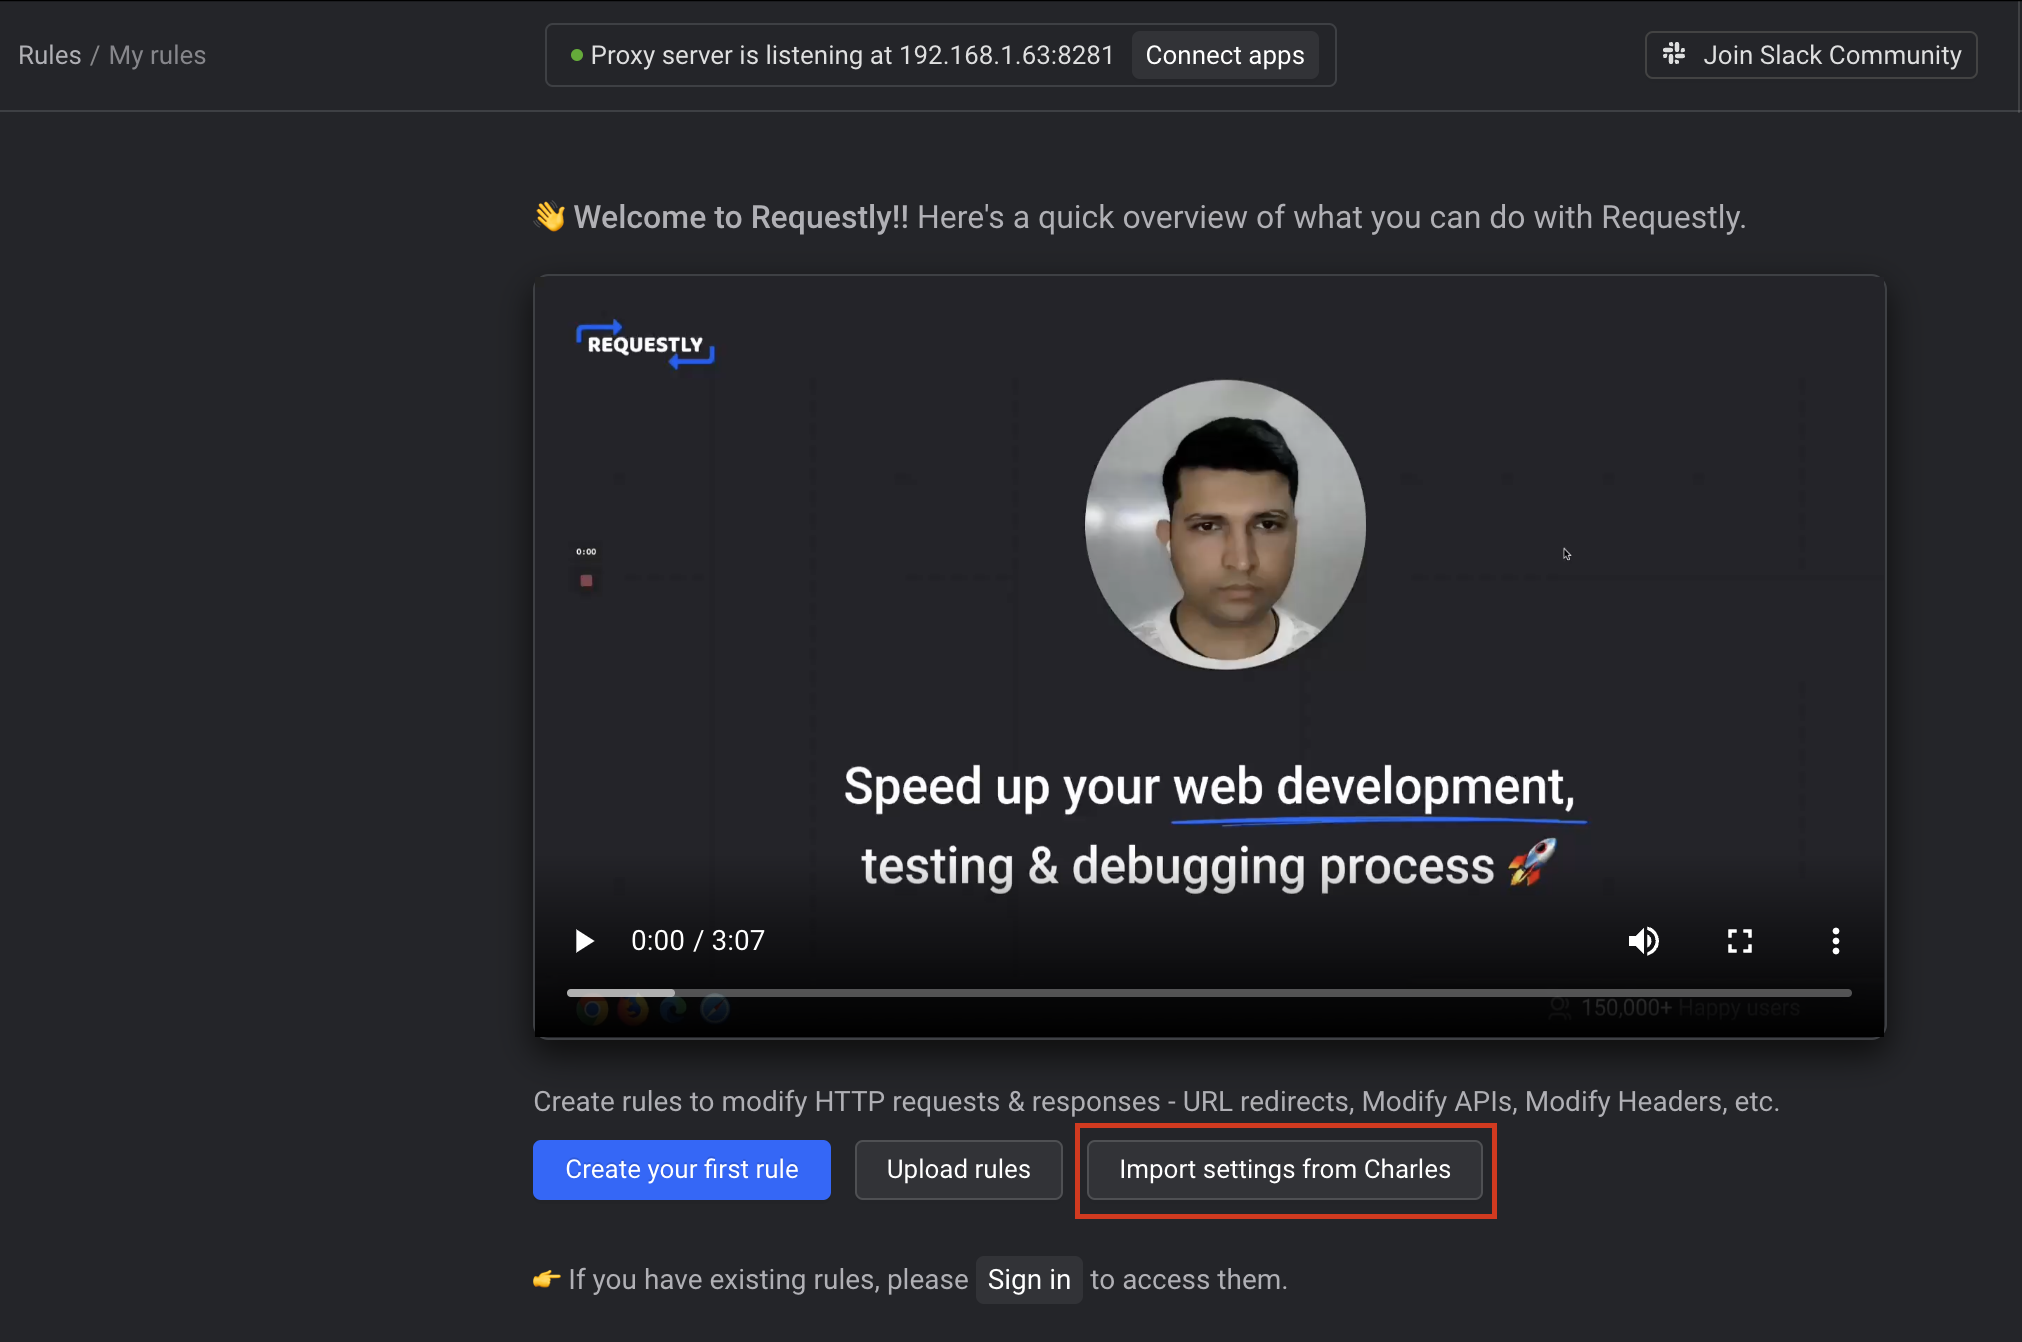 Rules / My rules
Proxy server is listening at 192.168.1.63:8281 Connect apps
Join Slack Community
👋 Welcome to Requestly!! Here's a quick overview of what you can do with Requestly.
REQUESTLY
0:00
Speed up your web development,
testing & debugging process 🚀
0:00 / 3:07
150,000+ Happy users
Create rules to modify HTTP requests & responses - URL redirects, Modify APIs, Modify Headers, etc.
Create your first rule
Upload rules
Import settings from Charles
👉 If you have existing rules, please Sign in to access them.